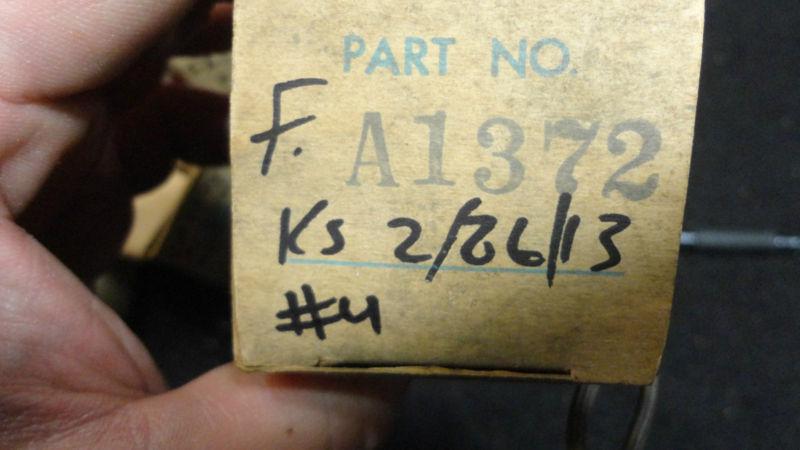 PART NO.
F. A1372
Ks 2/26/13
#4